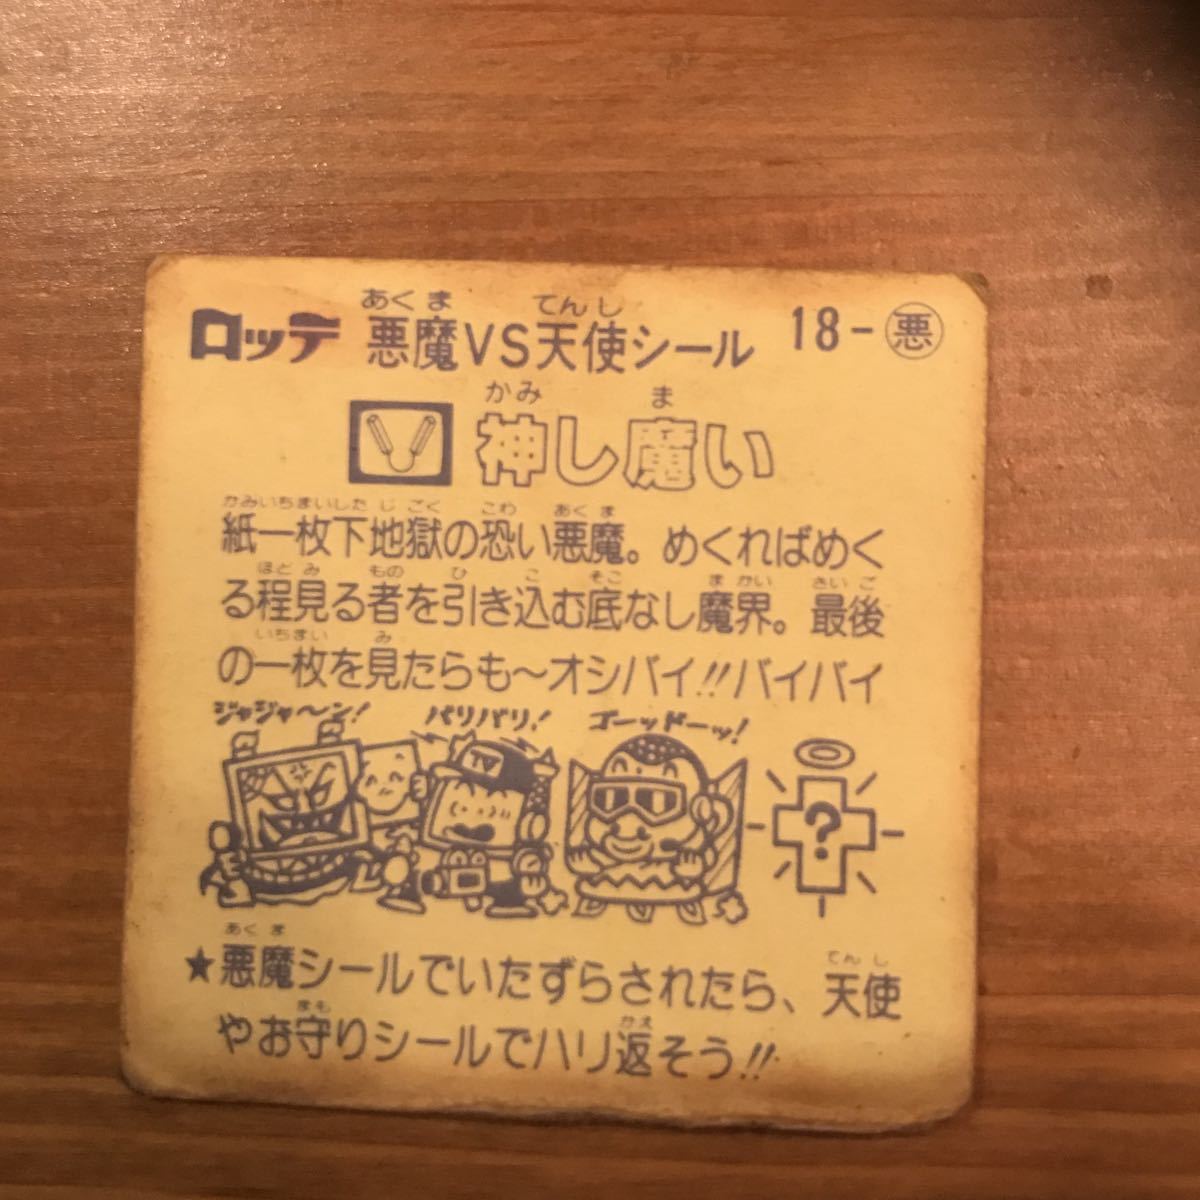 あくま てんし
ロッテ 悪魔VS天使シール 18-悪
かみ ま
神し魔い
かみいちまいした じごく こわ あくま
紙一枚下地獄の恐い悪魔。めくればめく
ほどみ もの ひ こ そこ まかい さいご
る程見る者を引き込む底なし魔界。最後
いちまい み
の一枚を見たらも〜オシバイ!!バイバイ
ジャジャ〜ン! バリバリ! ゴーッドーッ!
TV
?
あくま てんし
★悪魔シールでいたずらされたら、天使
まも かえ
やお守りシールでハリ返そう!!